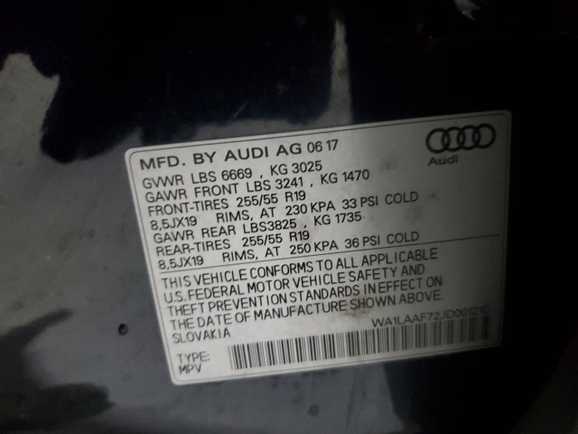 MFD. BY AUDI AG 06 17
GVWR LBS 6669 , KG 3025
GAWR FRONT LBS 3241 , KG 1470
FRONT-TIRES 255/55 R19
8,5JX19 RIMS, AT 230 KPA 33 PSI COLD
GAWR REAR LBS3825 , KG 1735
REAR-TIRES 255/55 R19
8,5JX19 RIMS, AT 250 KPA 36 PSI COLD
Audi
THIS VEHICLE CONFORMS TO ALL APPLICABLE
U.S. FEDERAL MOTOR VEHICLE SAFETY AND
THEFT PREVENTION STANDARDS IN EFFECT ON
THE DATE OF MANUFACTURE SHOWN ABOVE.
SLOVAKIA
TYPE:
MPV